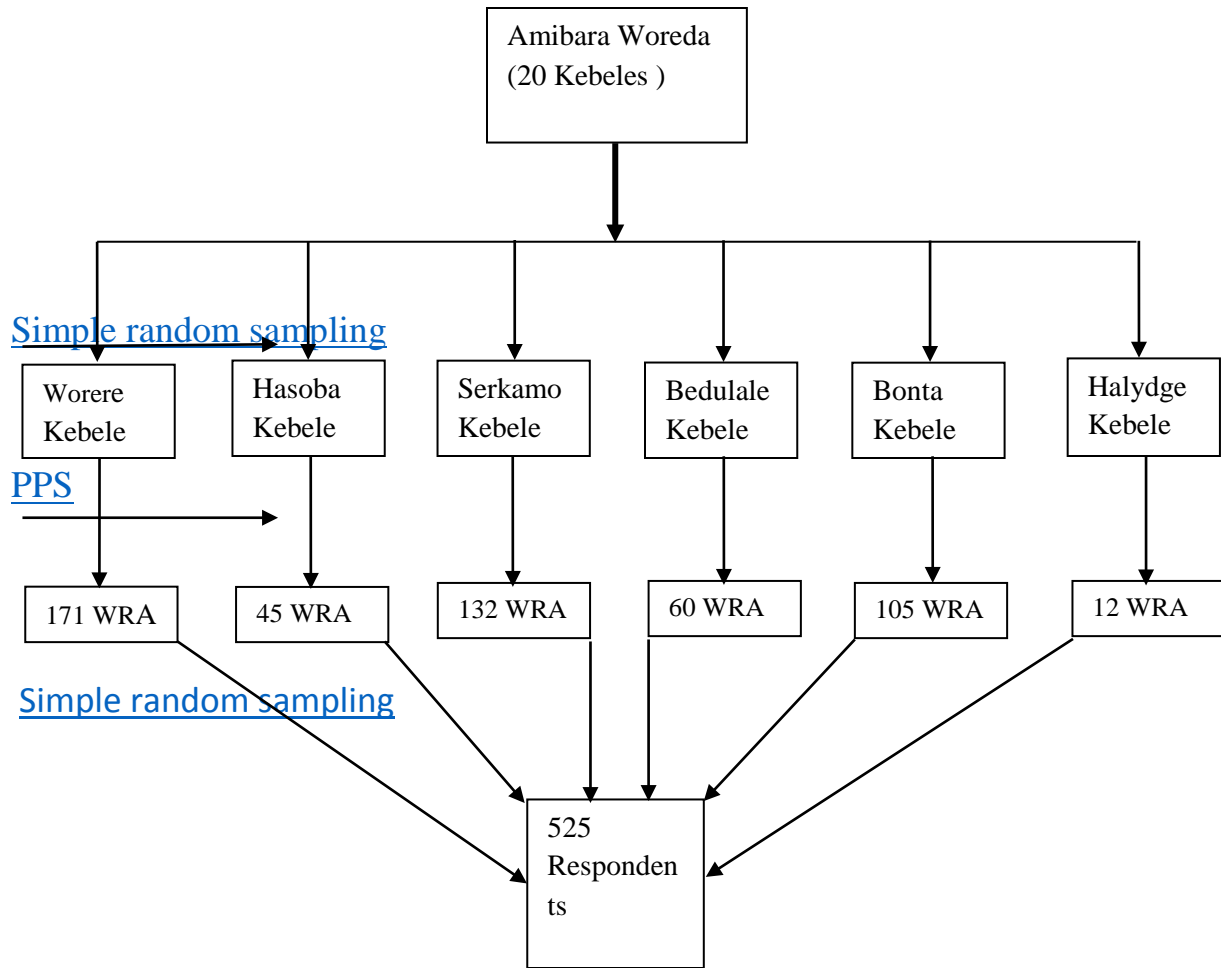 Amibara Woreda
(20 Kebeles )
Simple random sampling
Worere
Kebele
Hasoba
Kebele
Serkamo
Kebele
Bedulale
Kebele
Bonta
Kebele
Halydge
Kebele
PPS
171 WRA
45 WRA
132 WRA
60 WRA
105 WRA
12 WRA
Simple random sampling
525
Responden
ts